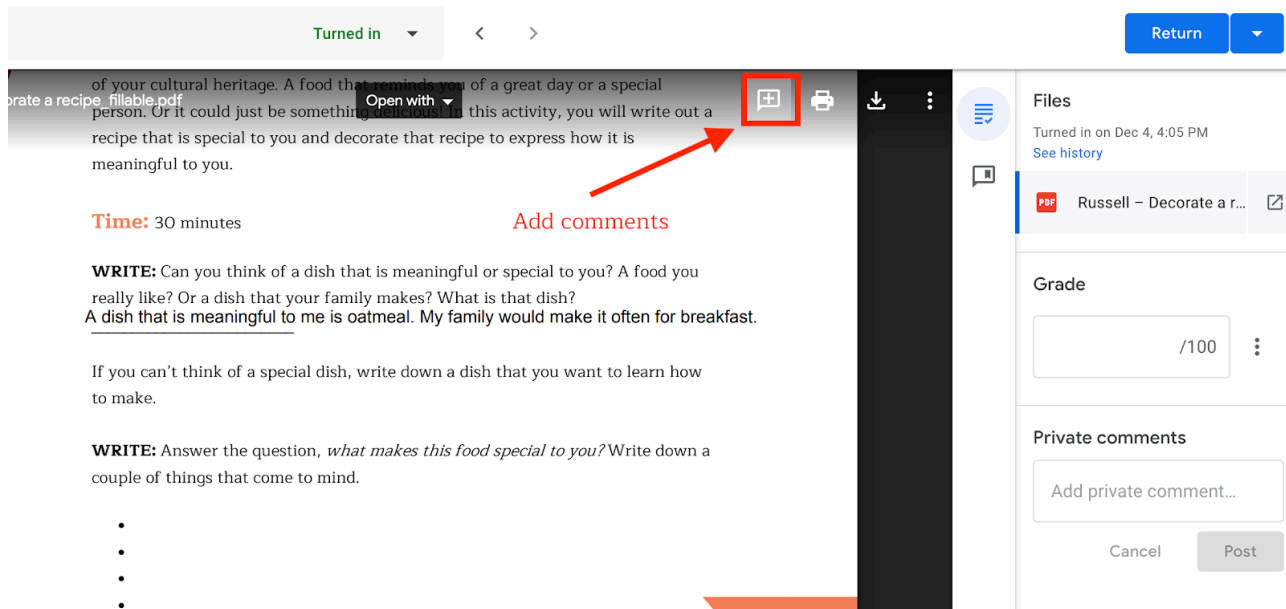 Turned in
Return
of your cultural heritage. A food that reminds you of a great day or a special
orate a recipe_fillable.pdf
Open with
person. Or it could just be something delicious! In this activity, you will write out a
recipe that is special to you and decorate that recipe to express how it is
meaningful to you.
Add comments
Time: 30 minutes
WRITE: Can you think of a dish that is meaningful or special to you? A food you
really like? Or a dish that your family makes? What is that dish?
A dish that is meaningful to me is oatmeal. My family would make it often for breakfast.
If you can’t think of a special dish, write down a dish that you want to learn how
to make.
WRITE: Answer the question, what makes this food special to you? Write down a
couple of things that come to mind.
Files
Turned in on Dec 4, 4:05 PM
See history
PDF
Russell – Decorate a r...
Grade
/100
Private comments
Add private comment...
Cancel
Post